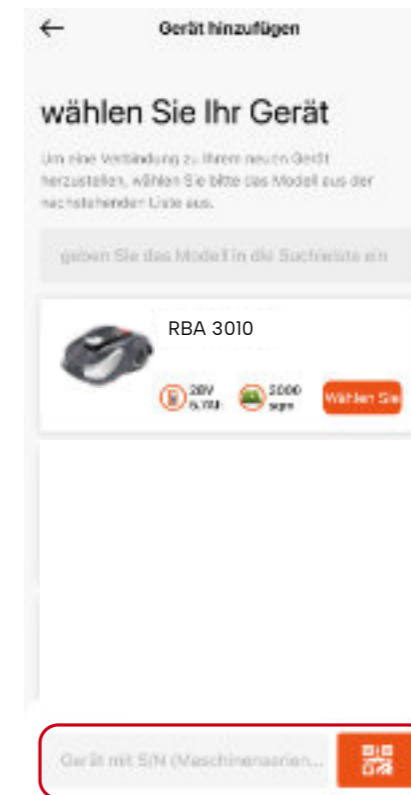 Gerät hinzufügen
wählen Sie Ihr Gerät
Um eine Verbindung zu Ihrem neuen Gerät
herzustellen, wählen Sie bitte das Modell aus der
nachstehenden Liste aus.
geben Sie das Modell in die Suchleiste ein
RBA 3010
28V
sqm
Wählen Sie
Gerät mit S/N (Maschinenserien...